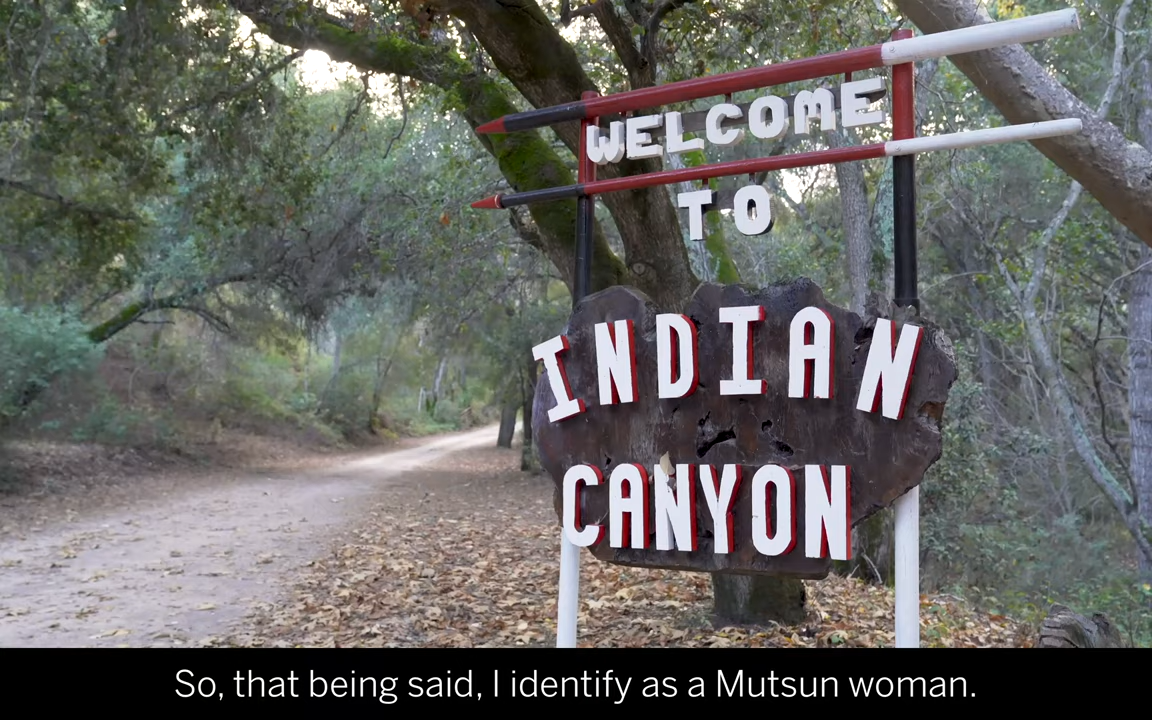 WELCOME
TO
INDIAN
CANYON
So, that being said, I identify as a Mutsun woman.